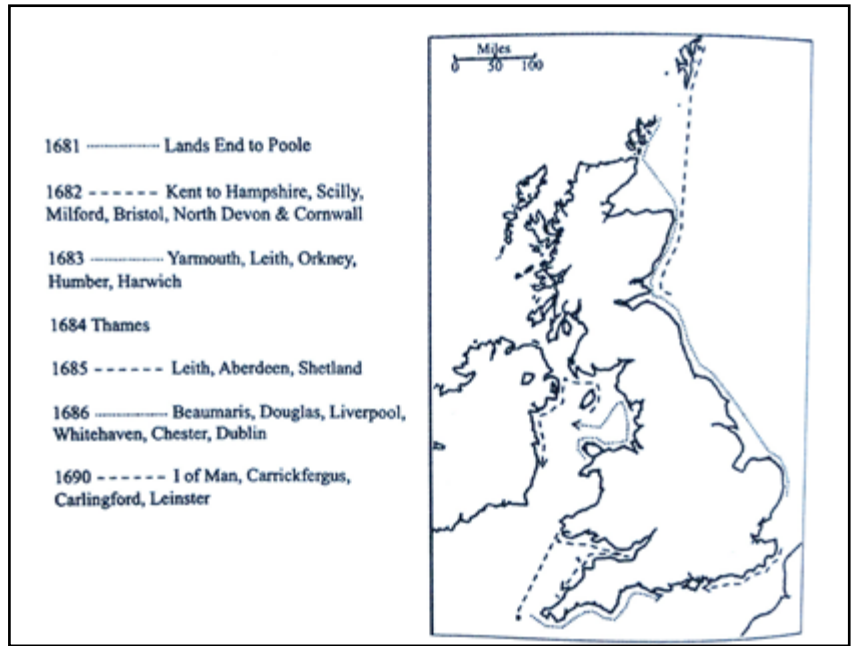 Miles
0 50 100
1681 ................ Lands End to Poole
1682 - - - - - - - Kent to Hampshire, Scilly,
Milford, Bristol, North Devon & Cornwall
1683 ................ Yarmouth, Leith, Orkney,
Humber, Harwich
1684 Thames
1685 - - - - - - - Leith, Aberdeen, Shetland
1686 ................ Beaumaris, Douglas, Liverpool,
Whitehaven, Chester, Dublin
1690 - - - - - - - I of Man, Carrickfergus,
Carlingford, Leinster